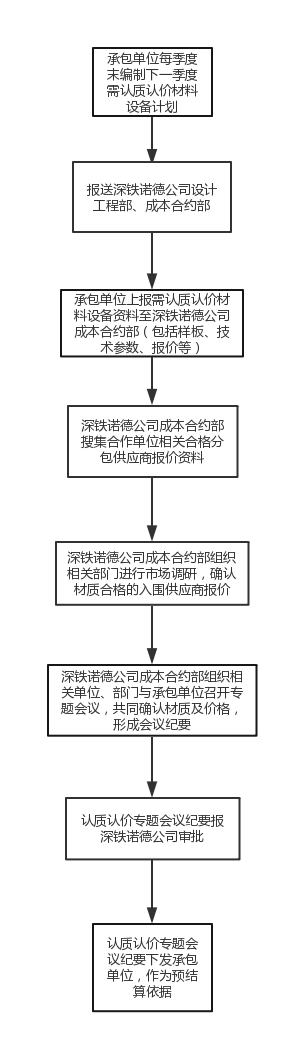 承包单位每季度
末编制下一季度
需认质认价材料
设备计划
报送深铁诺德公司设计
工程部、成本合约部
承包单位上报需认质认价材
料设备资料至深铁诺德公司
成本合约部（包括样板、技
术参数、报价等）
深铁诺德公司成本合约部
搜集合作单位相关合格分
包供应商报价资料
深铁诺德公司成本合约部组织
相关部门进行市场调研，确认
材质合格的入围供应商报价
深铁诺德公司成本合约部组织相
关单位、部门与承包单位召开专
题会议，共同确认材质及价格，
形成会议纪要
认质认价专题会议纪要报
深铁诺德公司审批
认质认价专题会
议纪要下发承包
单位，作为预结
算依据